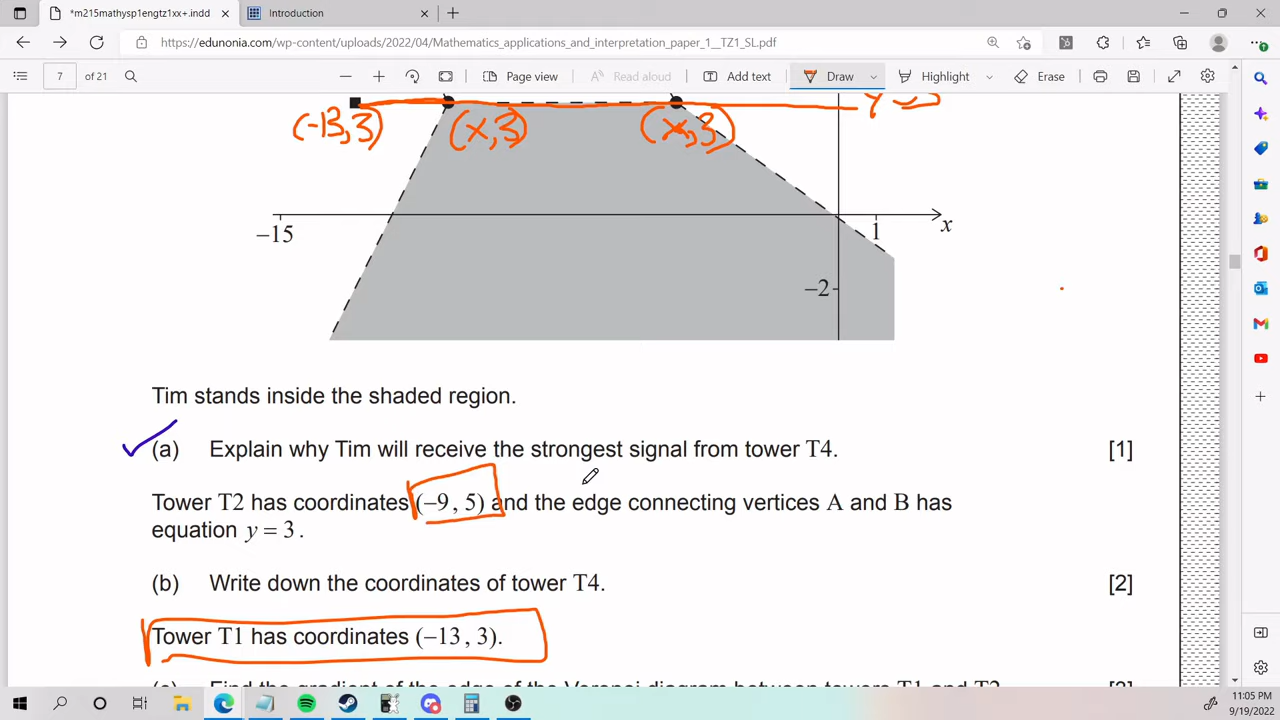 *m215mathysp1engtz1xx+.indd
Introduction
https://edunonia.com/wp-content/uploads/2022/04/Mathematics_applications_and_interpretation_paper_1__TZ1_SL.pdf
7 of 21
Page view
Read aloud
Add text
Draw
Highlight
Erase
(-13,3)
(x,3)
(x,3)
−15
1
x
−2
Tim stands inside the shaded region.
(a) Explain why Tim will receive the strongest signal from tower T4. [1]
Tower T2 has coordinates (−9, 5) and the edge connecting vertices A and B has
equation y = 3.
(b) Write down the coordinates of tower T4. [2]
Tower T1 has coordinates (−13, 3).
11:05 PM
9/19/2022